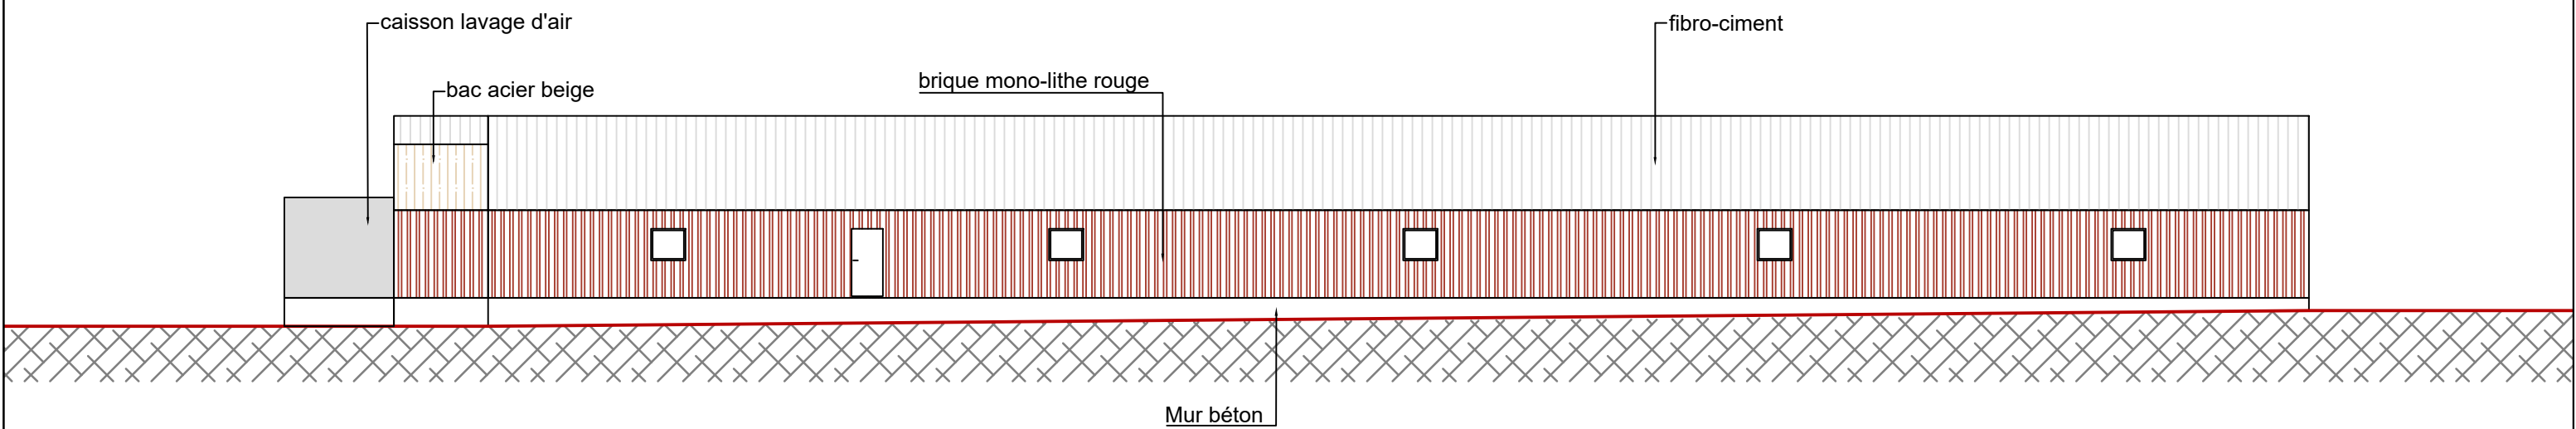 caisson lavage d'air
fibro-ciment
brique mono-lithe rouge
bac acier beige
Mur béton